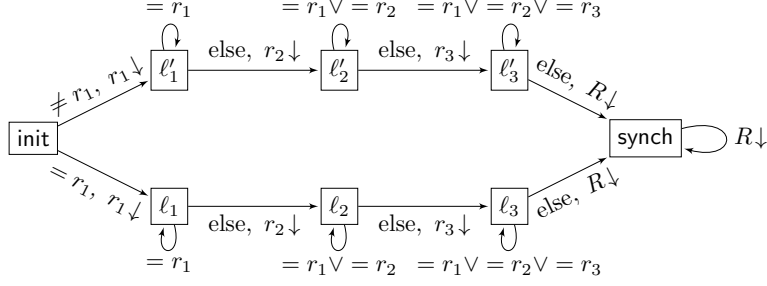 = r₁ = r₁∨ = r₂ = r₁∨ = r₂∨ = r₃
ℓ′₁ else, r₂↓ ℓ′₂ else, r₃↓ ℓ′₃
≠ r₁, r₁↓ else, R↓
init synch R↓
= r₁, r₁↓ else, R↓
ℓ₁ else, r₂↓ ℓ₂ else, r₃↓ ℓ₃
= r₁ = r₁∨ = r₂ = r₁∨ = r₂∨ = r₃